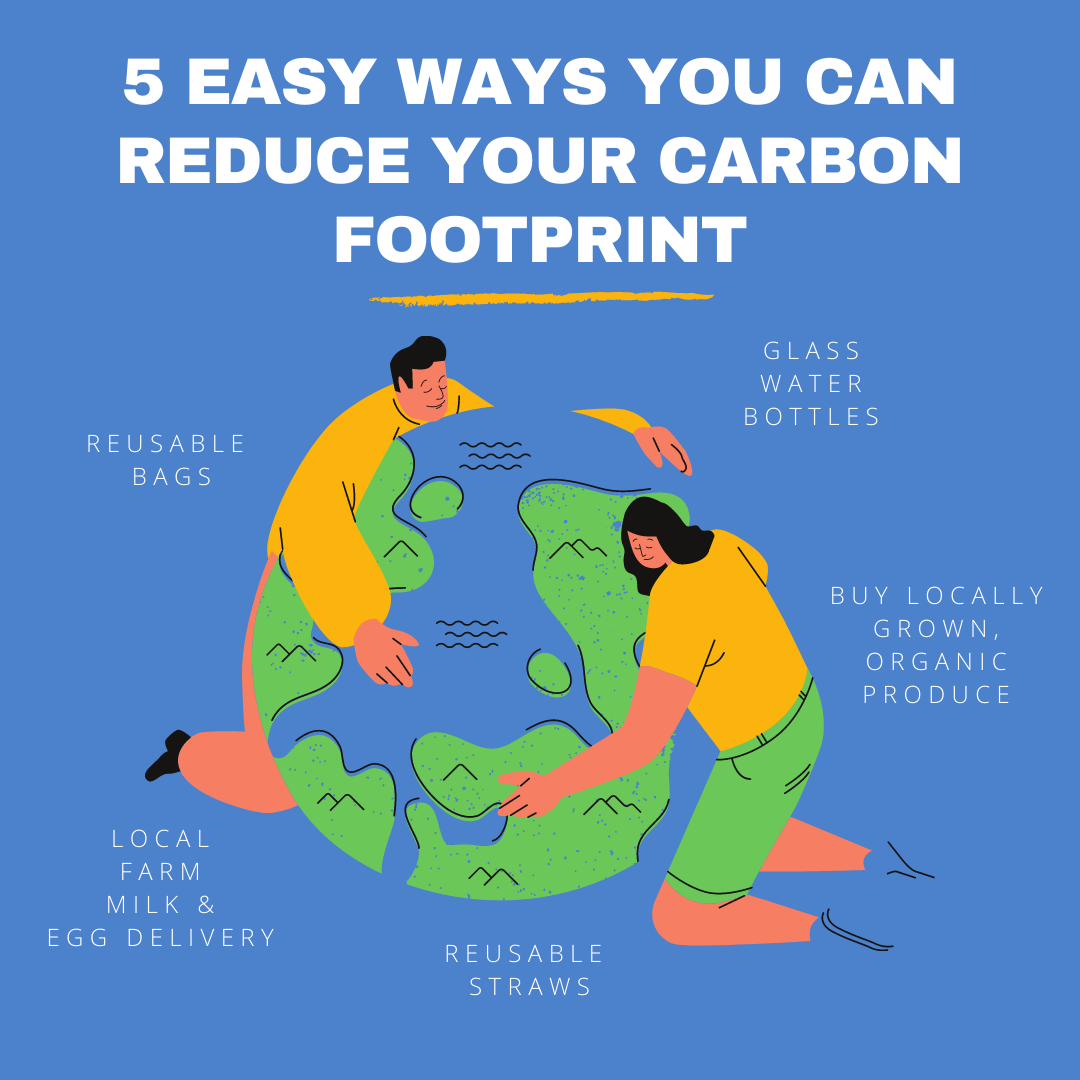 5 EASY WAYS YOU CAN
REDUCE YOUR CARBON
FOOTPRINT
GLASS
WATER
BOTTLES
REUSABLE
BAGS
BUY LOCALLY
GROWN,
ORGANIC
PRODUCE
LOCAL
FARM
MILK &
EGG DELIVERY
REUSABLE
STRAWS